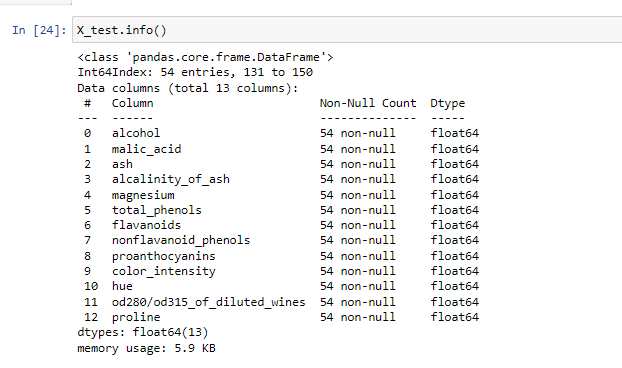 In [24]: X_test.info()
<class 'pandas.core.frame.DataFrame'>
Int64Index: 54 entries, 131 to 150
Data columns (total 13 columns):
 #   Column                        Non-Null Count  Dtype
---  ------                        --------------  -----
 0   alcohol                       54 non-null     float64
 1   malic_acid                    54 non-null     float64
 2   ash                           54 non-null     float64
 3   alcalinity_of_ash             54 non-null     float64
 4   magnesium                     54 non-null     float64
 5   total_phenols                 54 non-null     float64
 6   flavanoids                    54 non-null     float64
 7   nonflavanoid_phenols          54 non-null     float64
 8   proanthocyanins               54 non-null     float64
 9   color_intensity               54 non-null     float64
 10  hue                           54 non-null     float64
 11  od280/od315_of_diluted_wines  54 non-null     float64
 12  proline                       54 non-null     float64
dtypes: float64(13)
memory usage: 5.9 KB